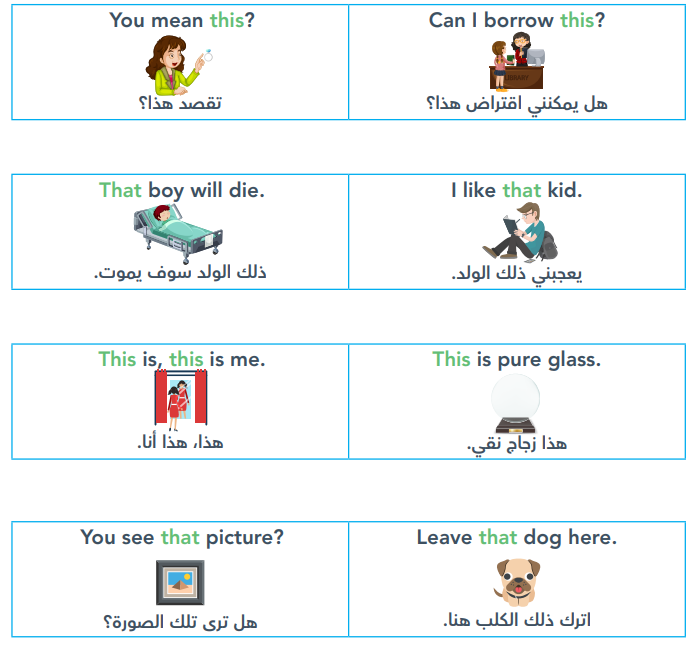 You mean this?
تقصد هذا؟
Can I borrow this?
LIBRARY
هل يمكنني اقتراض هذا؟
That boy will die.
ذلك الولد سوف يموت.
I like that kid.
يعجبني ذلك الولد.
This is, this is me.
هذا، هذا أنا.
This is pure glass.
هذا زجاج نقي.
You see that picture?
هل ترى تلك الصورة؟
Leave that dog here.
اترك ذلك الكلب هنا.